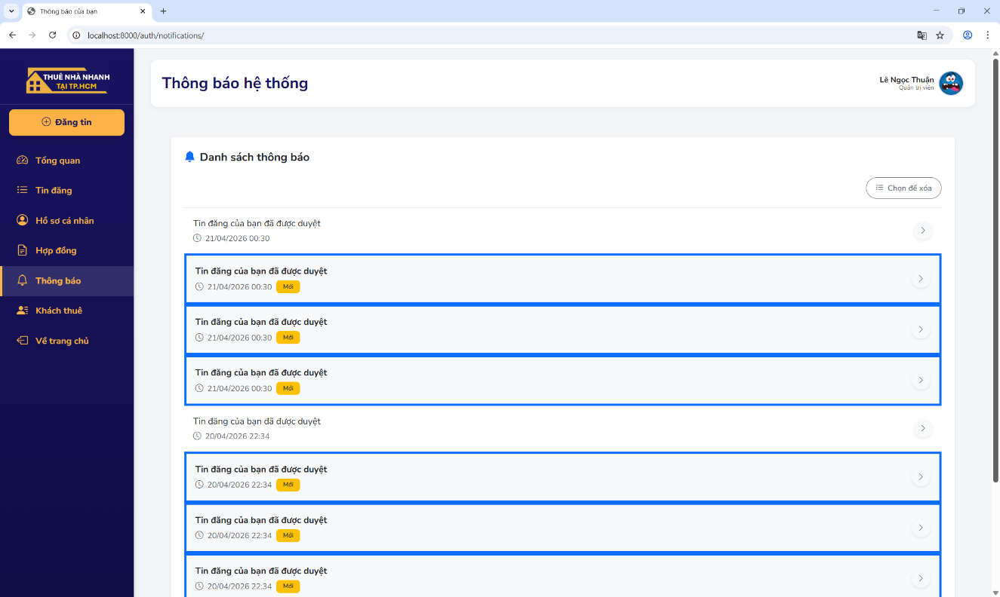 Thông báo của bạn
localhost:8000/auth/notifications/
THUÊ NHÀ NHANH
TẠI TP.HCM
Đăng tin
Tổng quan
Tin đăng
Hồ sơ cá nhân
Hợp đồng
Thông báo
Khách thuê
Về trang chủ
Thông báo hệ thống
Lê Ngọc Thuận
Quản trị viên
Danh sách thông báo
Chọn để xóa
Tin đăng của bạn đã được duyệt
21/04/2026 00:30
Tin đăng của bạn đã được duyệt
21/04/2026 00:30 Mới
Tin đăng của bạn đã được duyệt
21/04/2026 00:30 Mới
Tin đăng của bạn đã được duyệt
21/04/2026 00:30 Mới
Tin đăng của bạn đã được duyệt
20/04/2026 22:34
Tin đăng của bạn đã được duyệt
20/04/2026 22:34 Mới
Tin đăng của bạn đã được duyệt
20/04/2026 22:34 Mới
Tin đăng của bạn đã được duyệt
20/04/2026 22:34 Mới